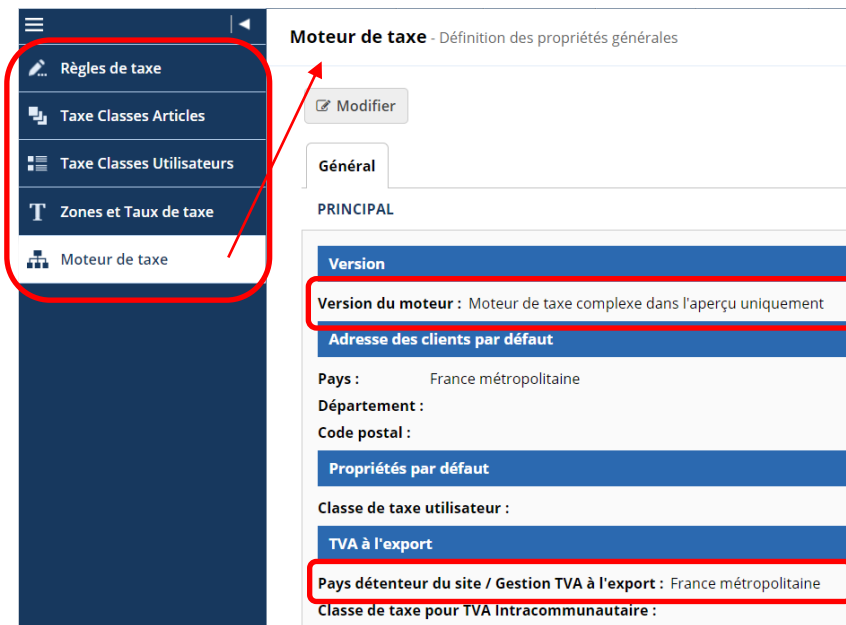 Règles de taxe
Taxe Classes Articles
Taxe Classes Utilisateurs
Zones et Taux de taxe
Moteur de taxe
Moteur de taxe - Définition des propriétés générales
Modifier
Général
PRINCIPAL
Version
Version du moteur : Moteur de taxe complexe dans l'aperçu uniquement
Adresse des clients par défaut
Pays : France métropolitaine
Département :
Code postal :
Propriétés par défaut
Classe de taxe utilisateur :
TVA à l'export
Pays détenteur du site / Gestion TVA à l'export : France métropolitaine
Classe de taxe pour TVA Intracommunautaire :